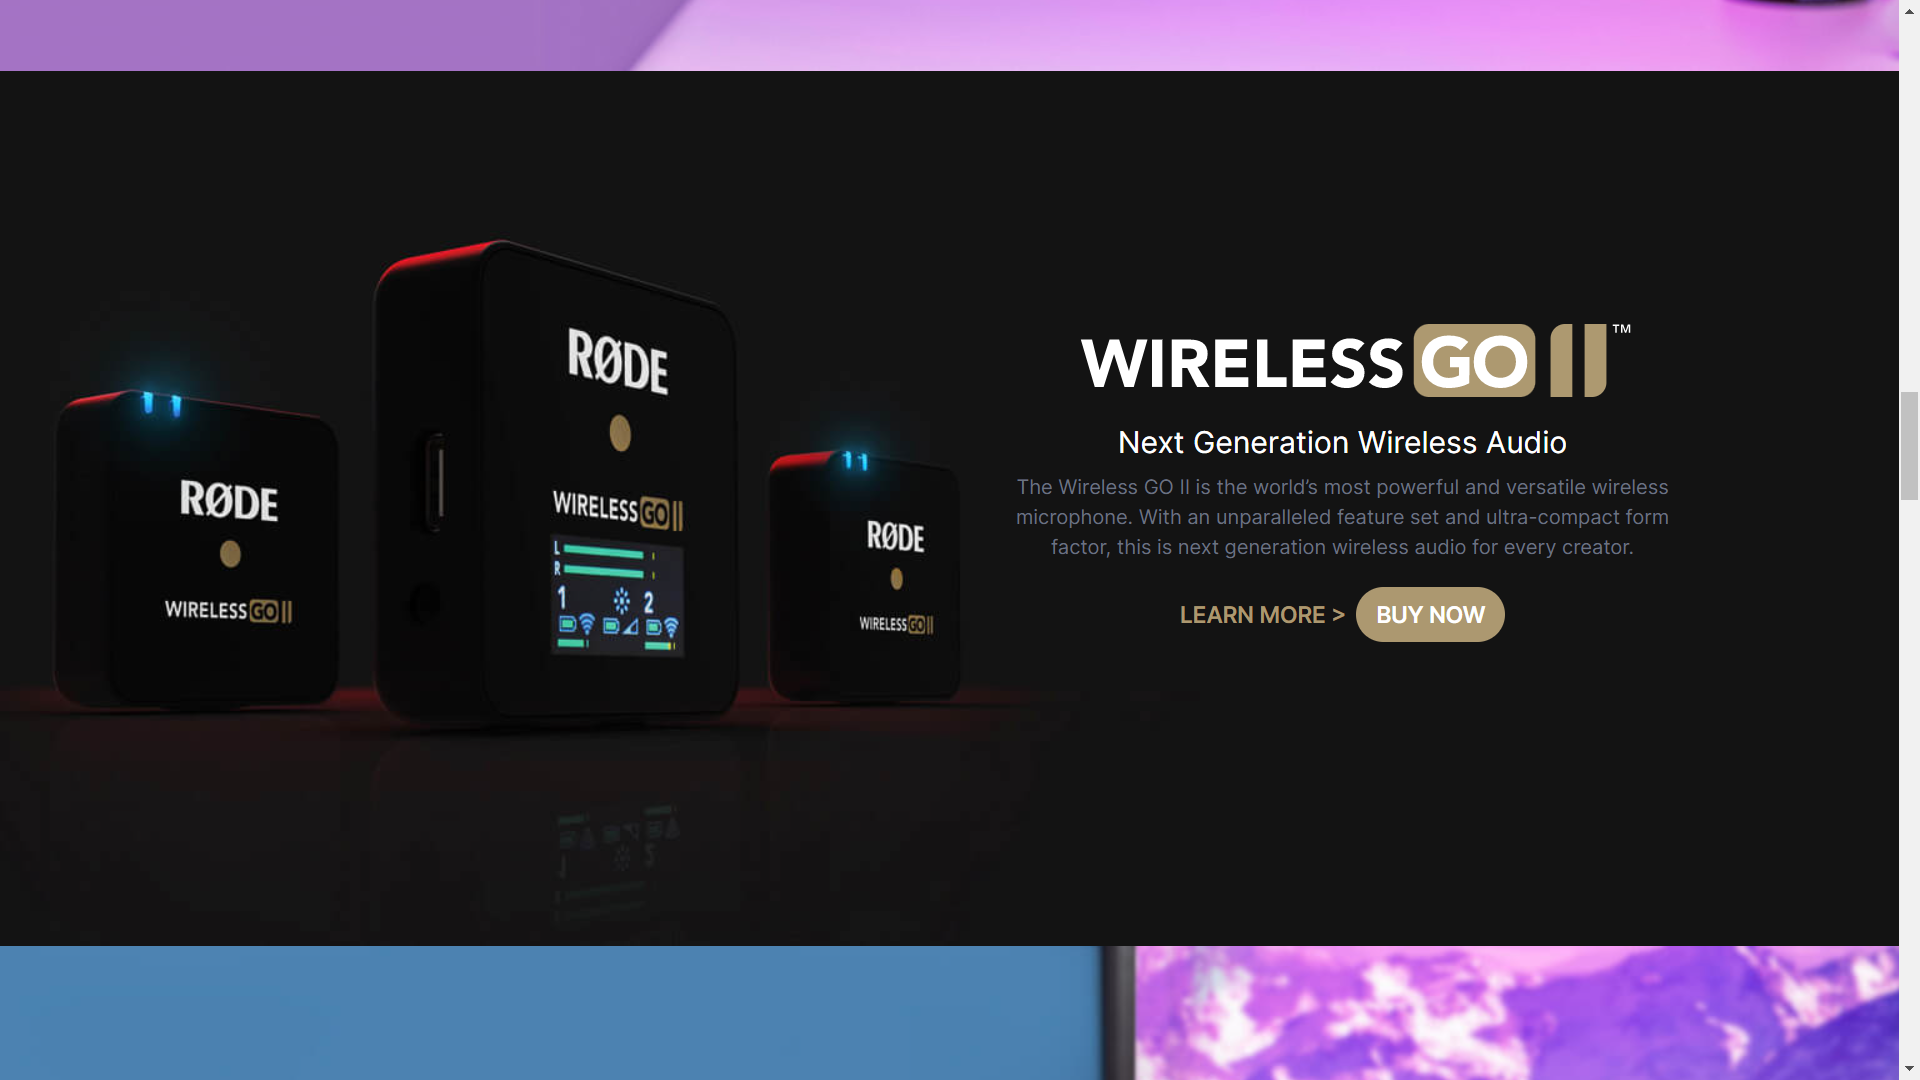 RØDE
WIRELESS GO II
RØDE
WIRELESS GO II
L
R
1 2
RØDE
WIRELESS GO II
WIRELESS GO II™
Next Generation Wireless Audio
The Wireless GO II is the world’s most powerful and versatile wireless
microphone. With an unparalleled feature set and ultra-compact form
factor, this is next generation wireless audio for every creator.
LEARN MORE > BUY NOW